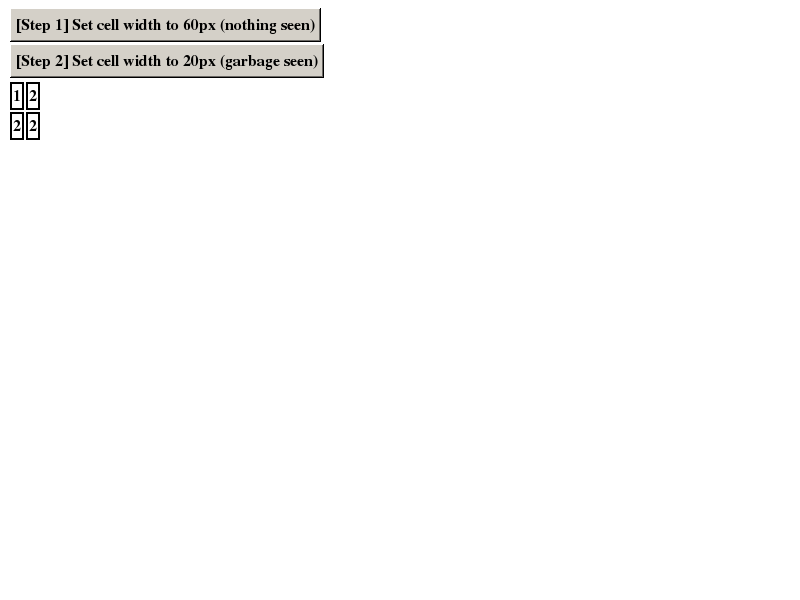 [Step 1] Set cell width to 60px (nothing seen)
[Step 2] Set cell width to 20px (garbage seen)
1 2
2 2